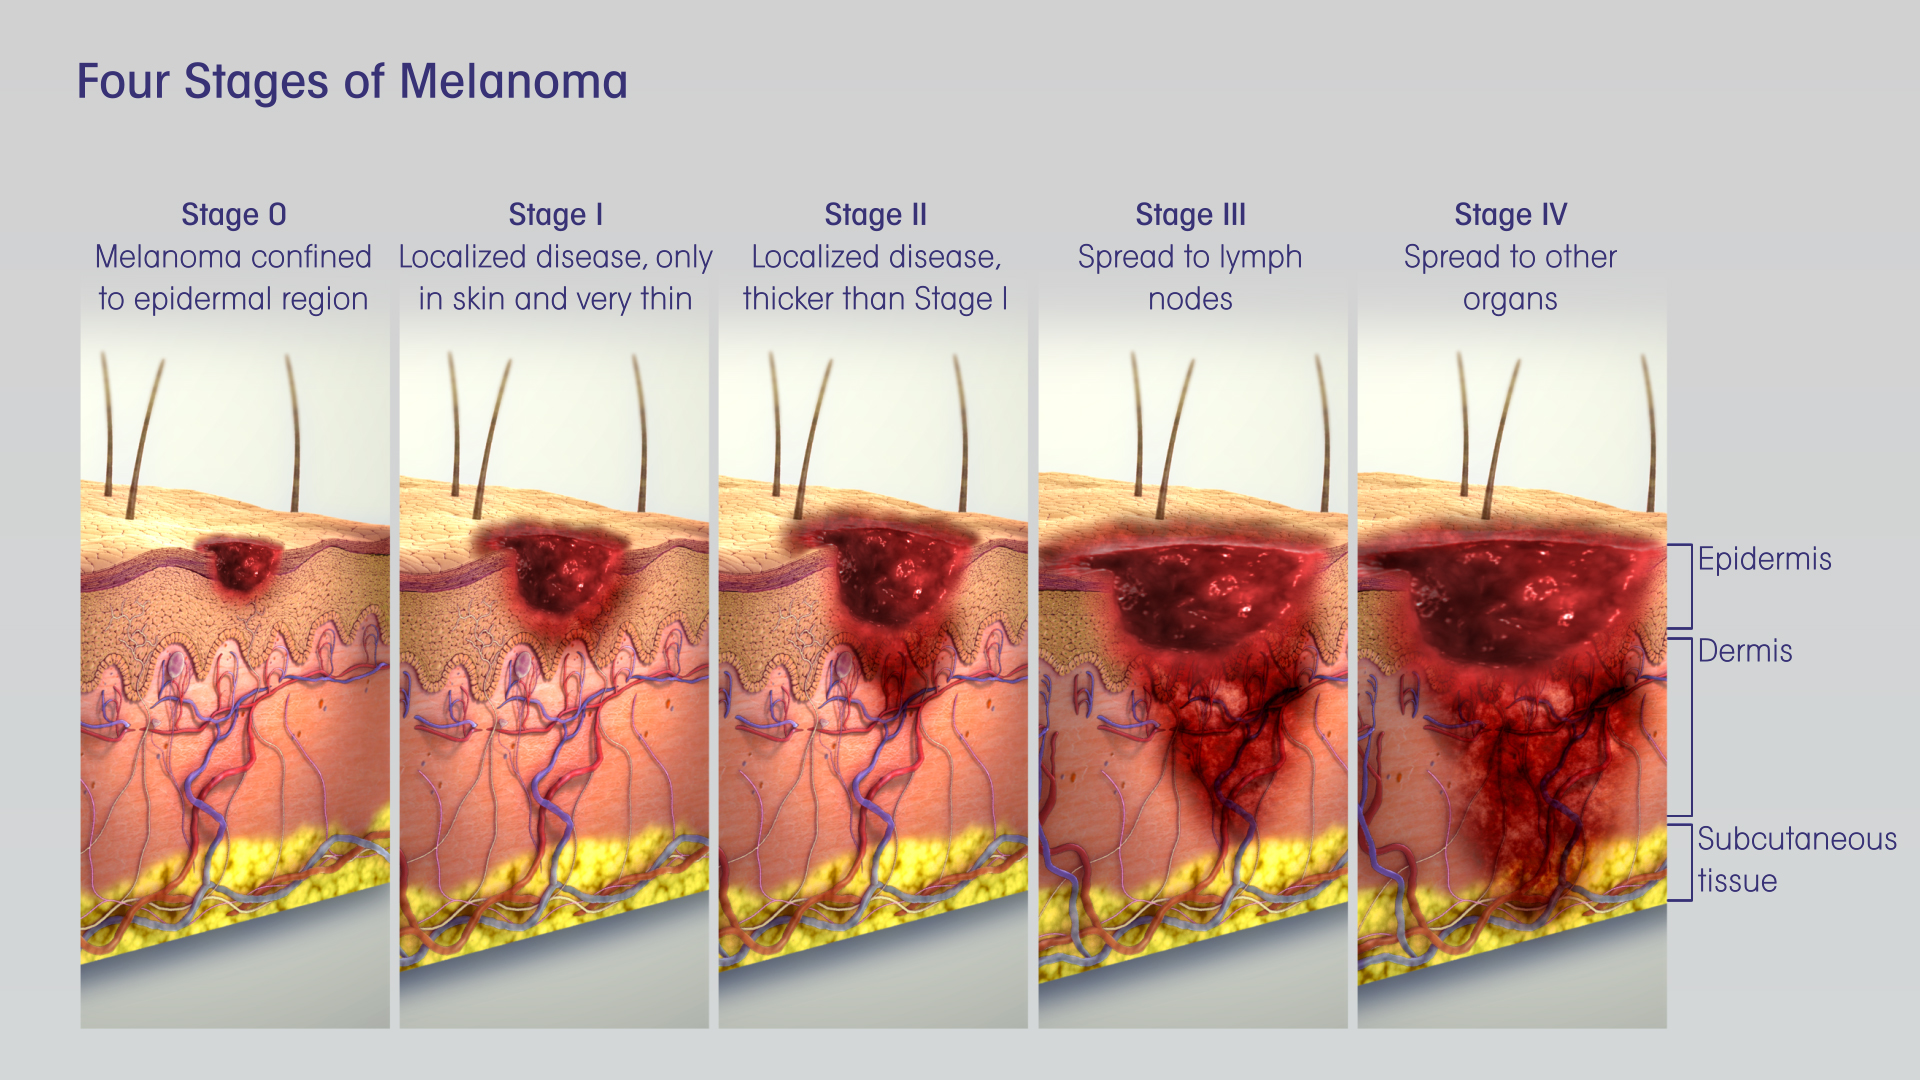 Four Stages of Melanoma
Stage 0
Melanoma confined
to epidermal region
Stage I
Localized disease, only
in skin and very thin
Stage II
Localized disease,
thicker than Stage I
Stage III
Spread to lymph
nodes
Stage IV
Spread to other
organs
Epidermis
Dermis
Subcutaneous
tissue